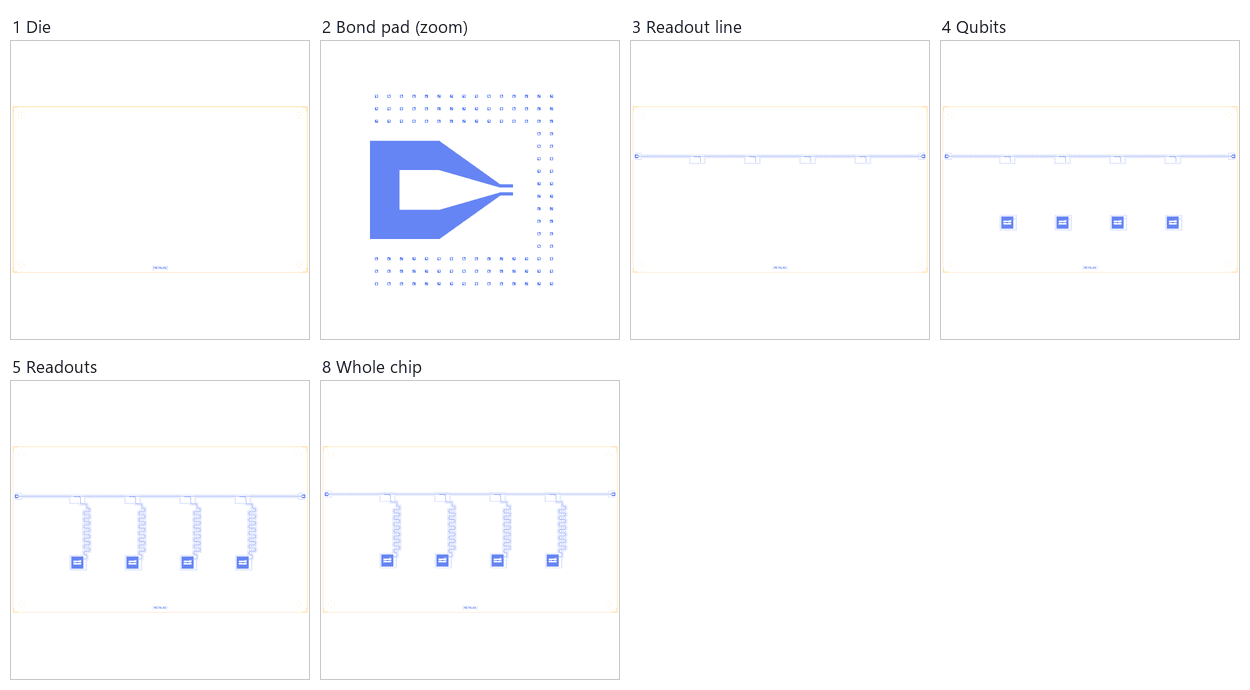 1 Die
2 Bond pad (zoom)
3 Readout line
4 Qubits
5 Readouts
8 Whole chip